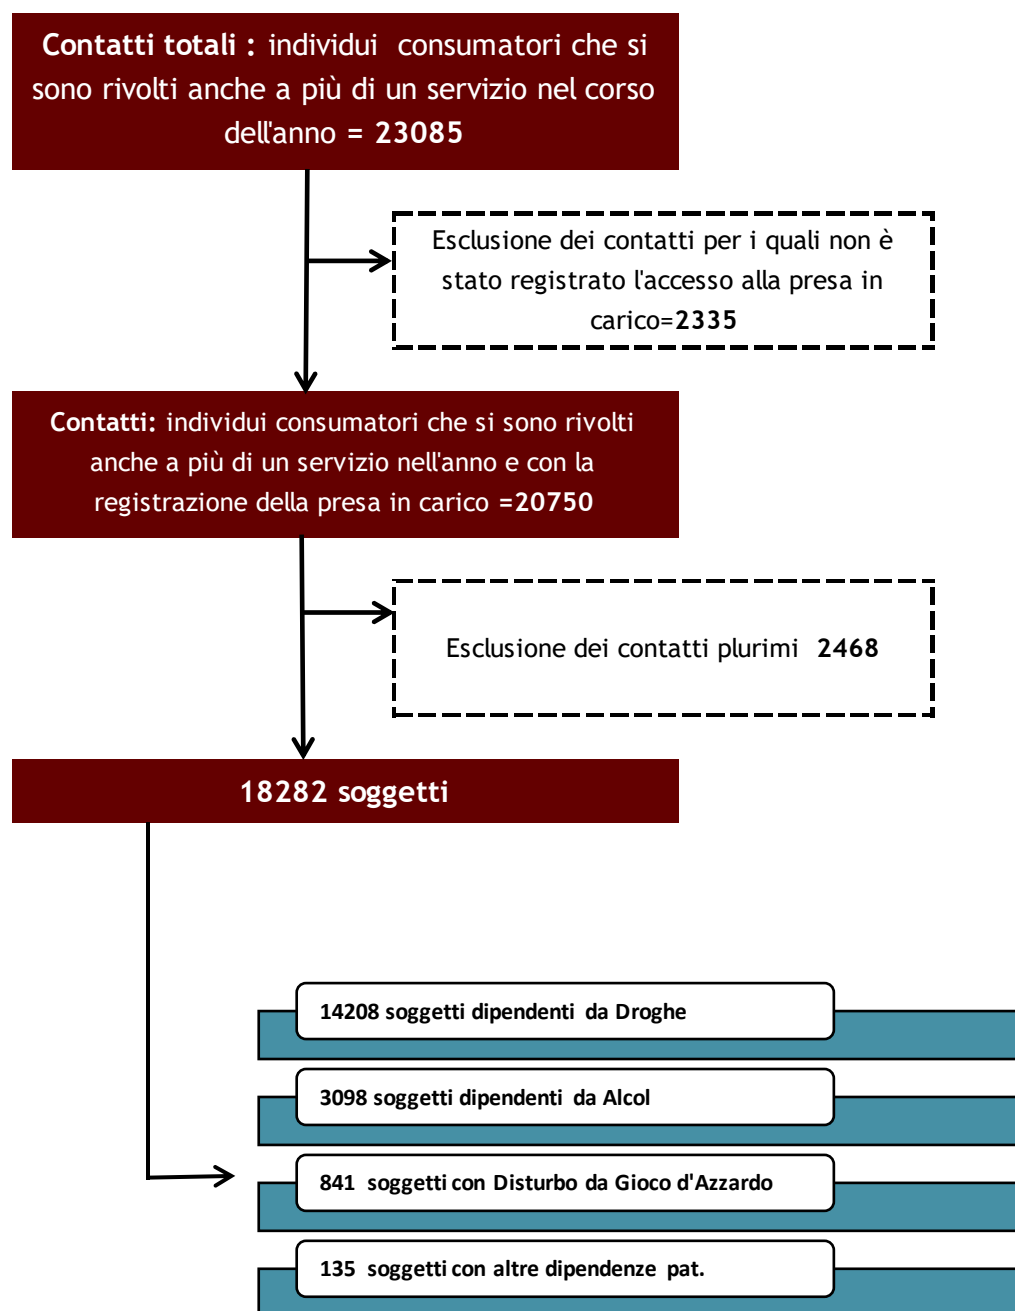 Contatti totali : individui consumatori che si
sono rivolti anche a più di un servizio nel corso
dell'anno = 23085
Esclusione dei contatti per i quali non è
stato registrato l'accesso alla presa in
carico=2335
Contatti: individui consumatori che si sono rivolti
anche a più di un servizio nell'anno e con la
registrazione della presa in carico =20750
Esclusione dei contatti plurimi 2468
18282 soggetti
14208 soggetti dipendenti da Droghe
3098 soggetti dipendenti da Alcol
841 soggetti con Disturbo da Gioco d'Azzardo
135 soggetti con altre dipendenze pat.